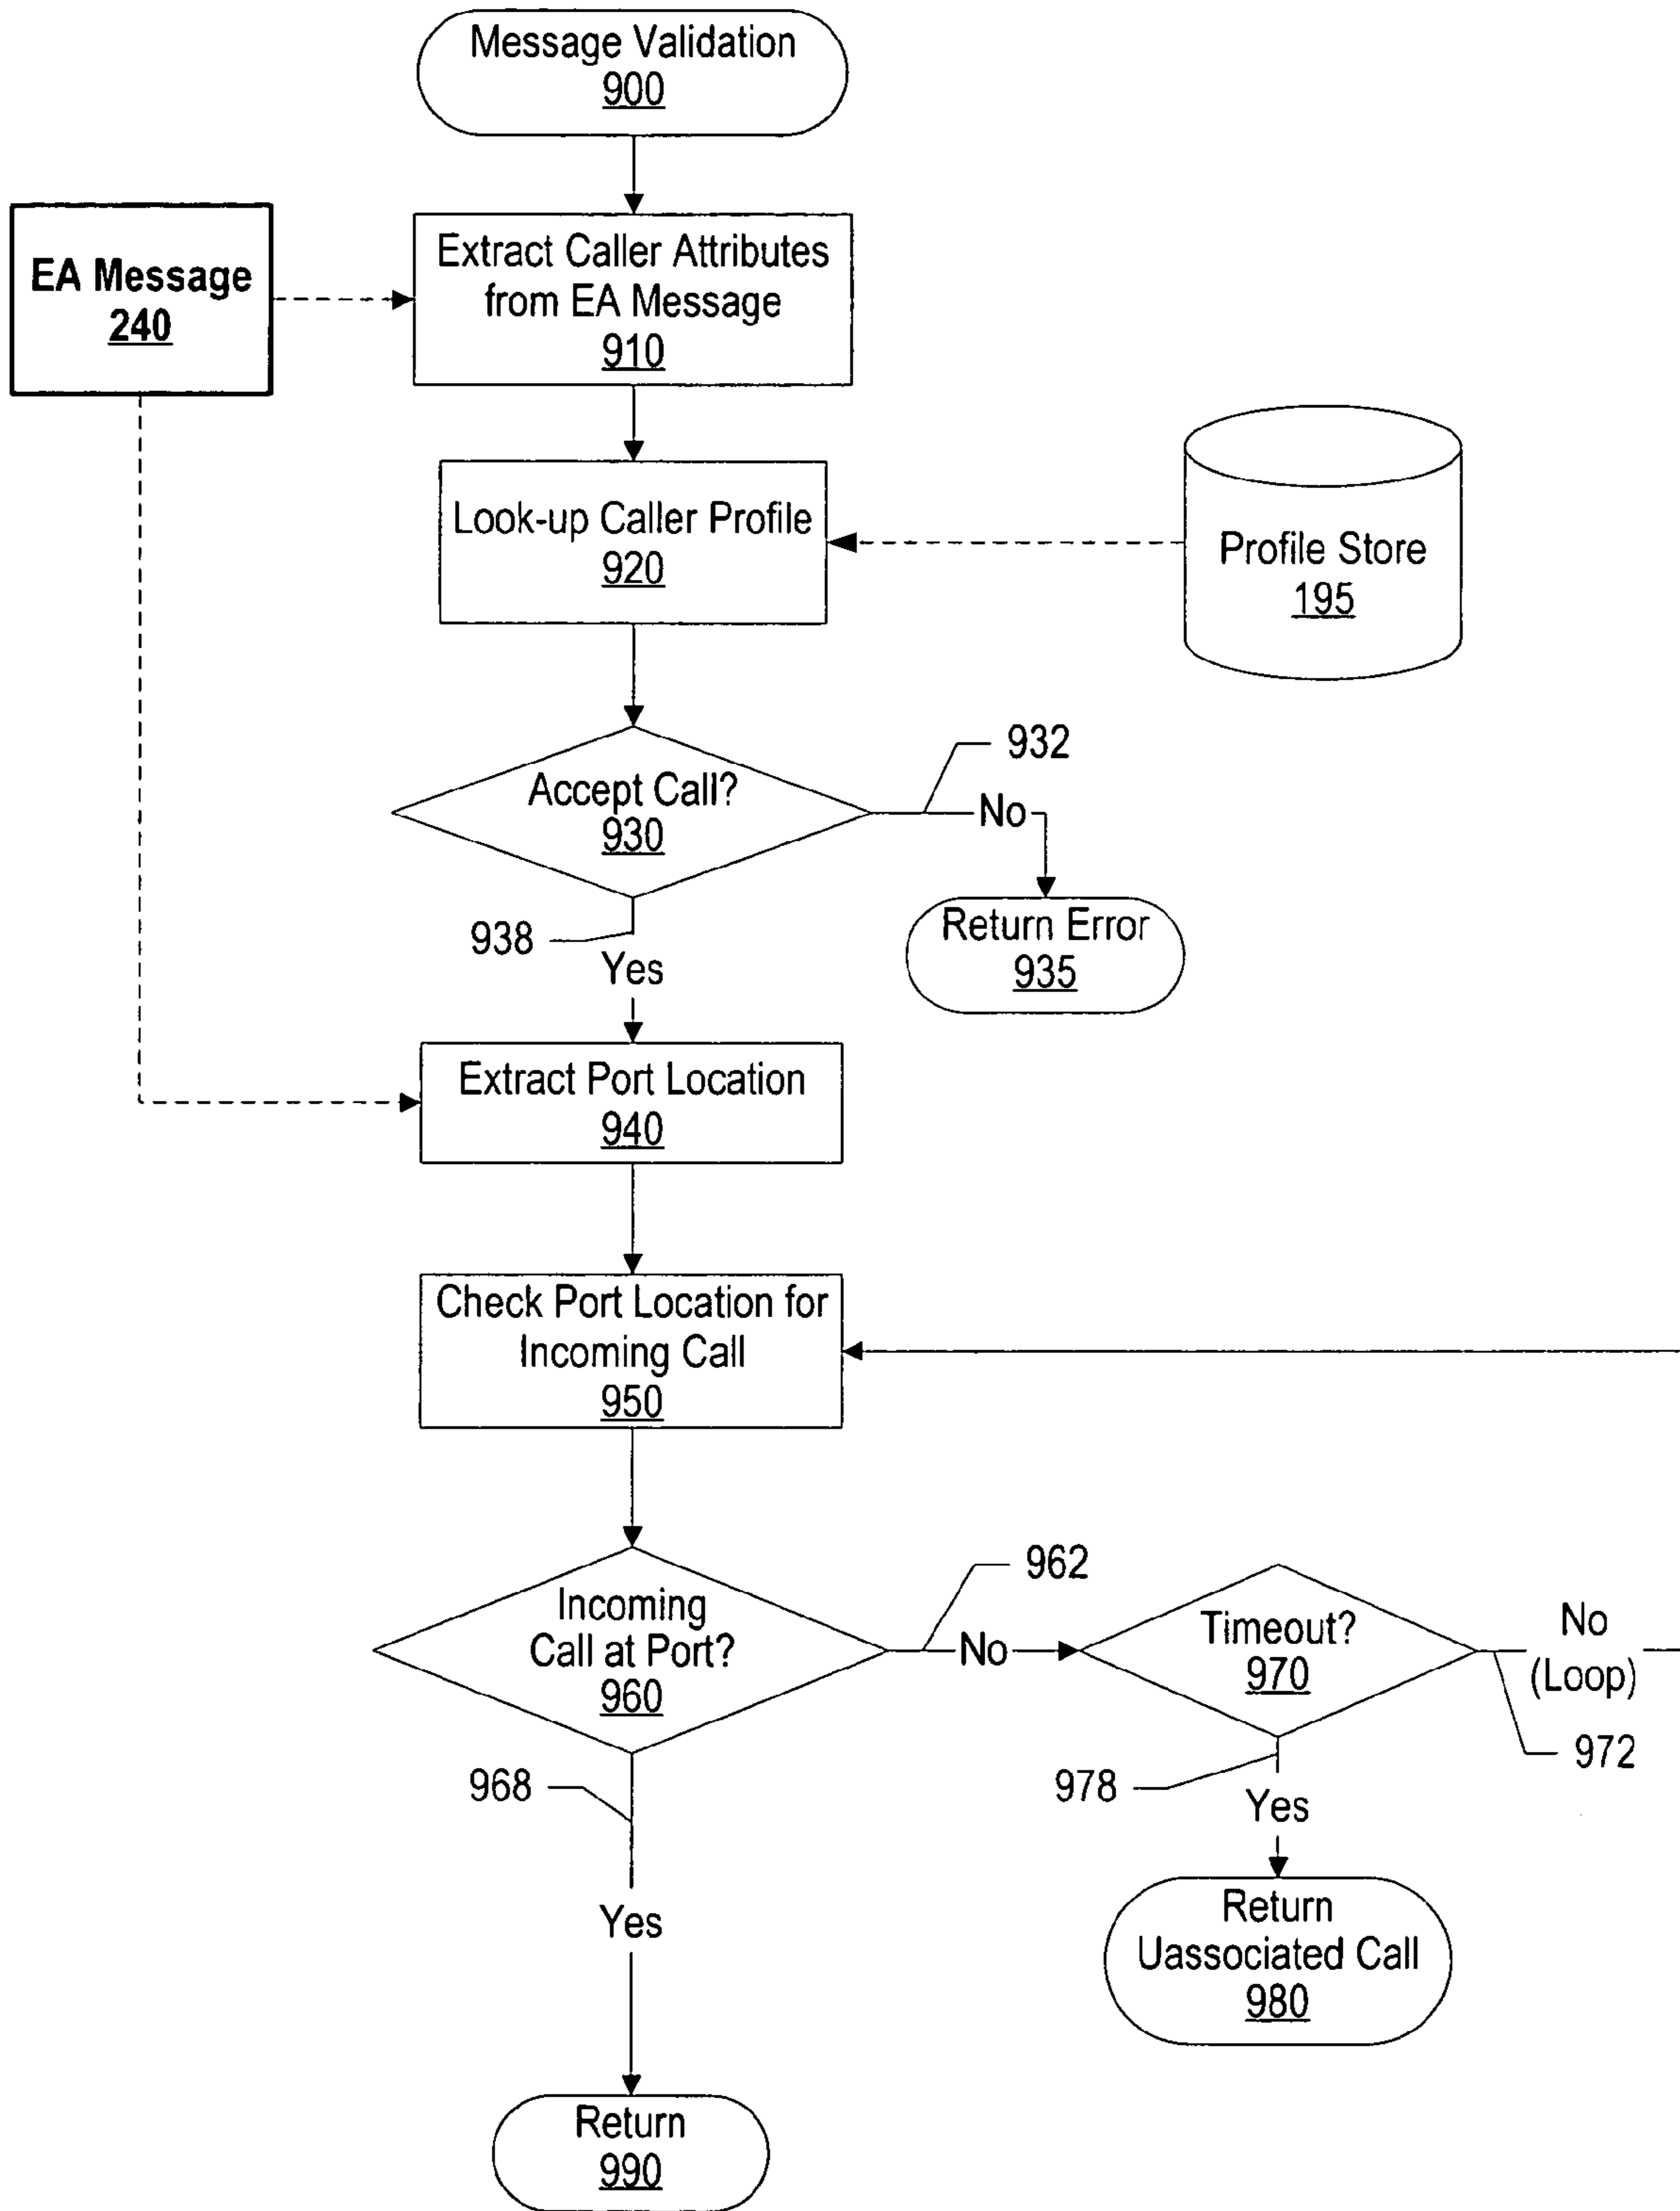 Message Validation
900
EA Message
240
Extract Caller Attributes
from EA Message
910
Look-up Caller Profile
920
Profile Store
195
932
Accept Call?
930
No
938
Yes
Return Error
935
Extract Port Location
940
Check Port Location for
Incoming Call
950
962
Incoming
Call at Port?
960
No
Timeout?
970
No
(Loop)
972
968
978
Yes
Yes
Return
Uassociated Call
980
Return
990